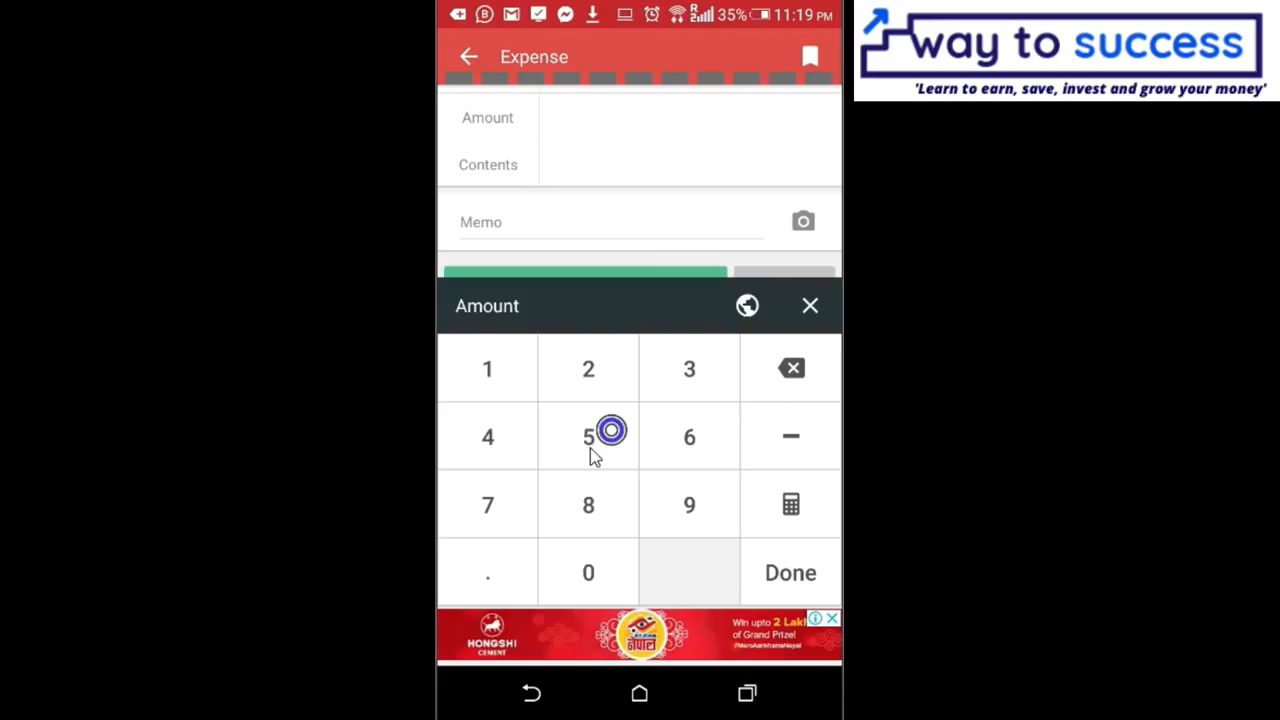 35% 11:19 PM
Expense
way to success
'Learn to earn, save, invest and grow your money'
Amount
Contents
Memo
Amount
1 2 3
4 5 6 −
7 8 9
. 0 Done
HONGSHI
CEMENT
नेपाल
Win upto 2 Lakh
of Grand Prize!
#MeroAankhamaNepal